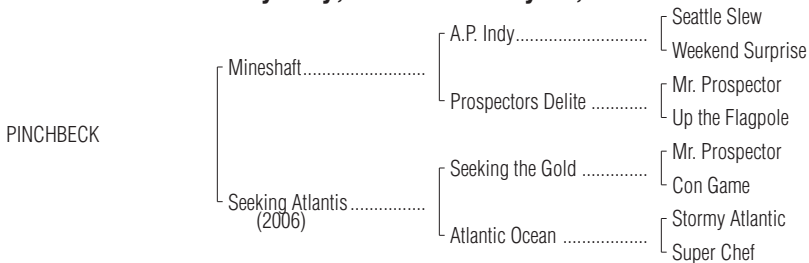 Seattle Slew
A.P. Indy
Weekend Surprise
Mineshaft
Mr. Prospector
Prospectors Delite
Up the Flagpole
PINCHBECK
Mr. Prospector
Seeking the Gold
Con Game
Seeking Atlantis
(2006)
Stormy Atlantic
Atlantic Ocean
Super Chef